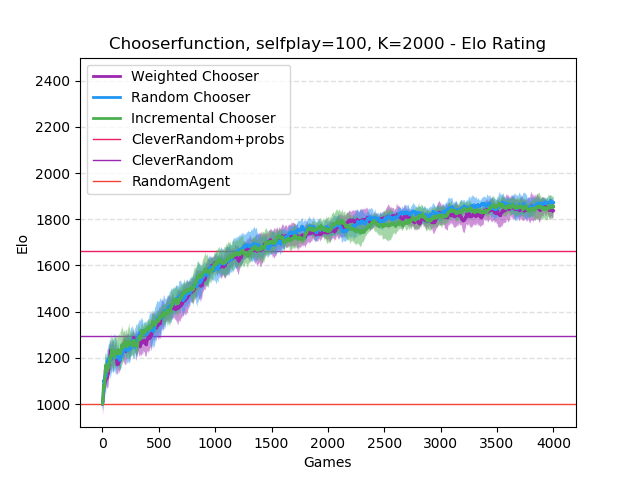 Chooserfunction, selfplay=100, K=2000 - Elo Rating
Weighted Chooser
Random Chooser
Incremental Chooser
CleverRandom+probs
CleverRandom
RandomAgent
2400
2200
2000
1800
1600
1400
1200
1000
Elo
0 500 1000 1500 2000 2500 3000 3500 4000
Games